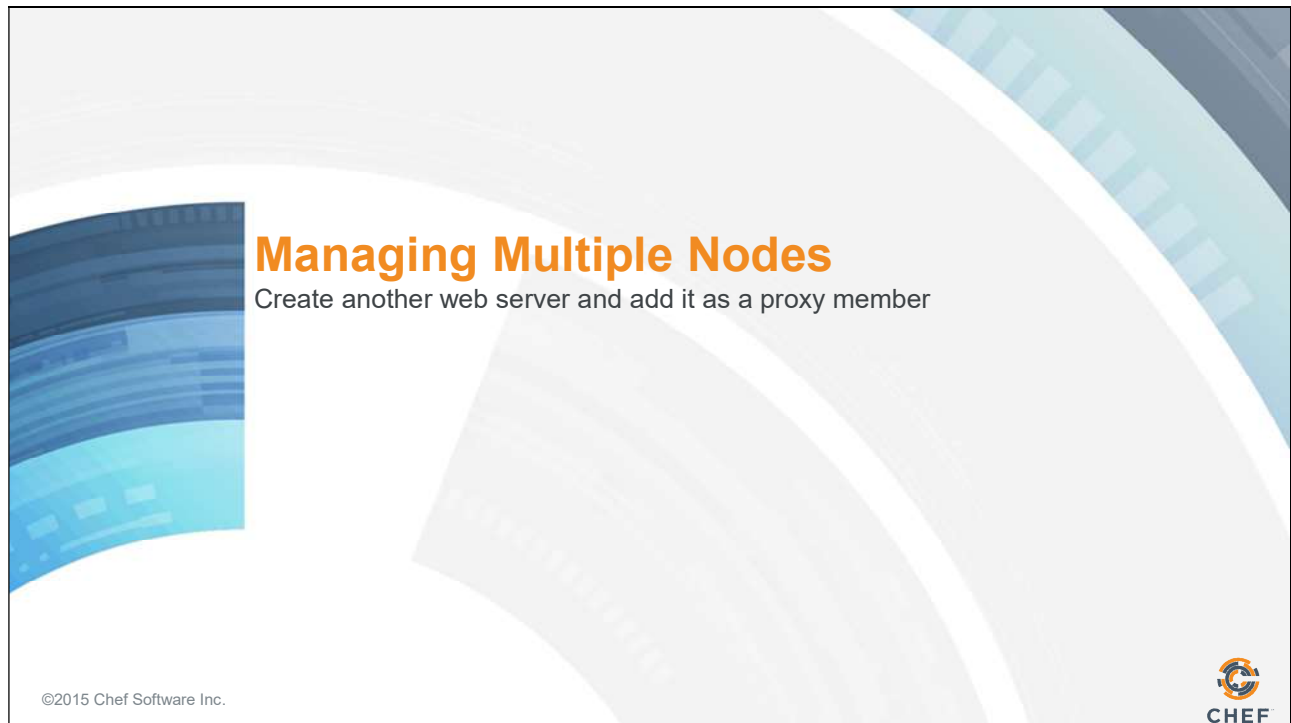 Managing Multiple Nodes
Create another web server and add it as a proxy member
©2015 Chef Software Inc.
CHEF